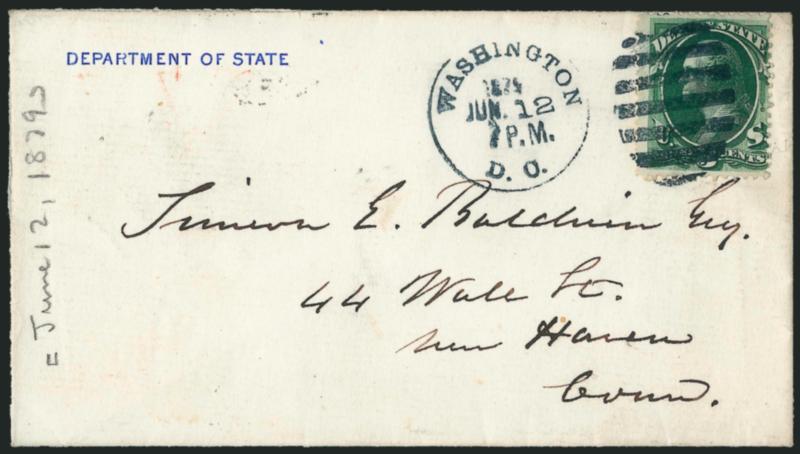 DEPARTMENT OF STATE
WASHINGTON
1879
JUN. 12
7 P.M.
D. C.
Simeon E. Baldwin Esq.
44 Wall St.
New Haven
Conn.
= June 12, 1879
CENTS